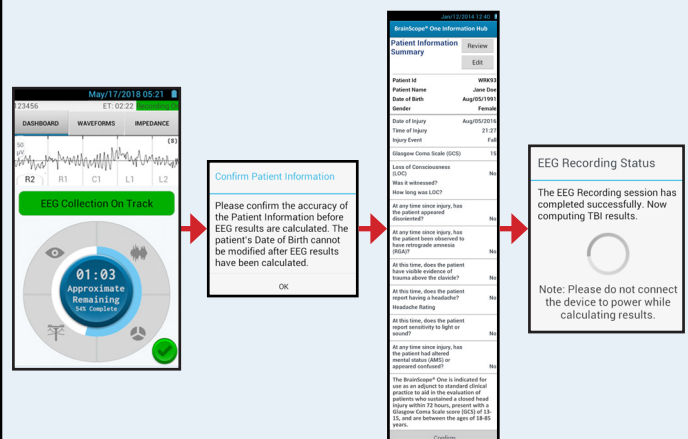 May/17/2018 05:21
123456
ET: 02:22
Recording On
DASHBOARD
WAVEFORMS
IMPEDANCE
50
µV
(8)
R2
R1
C1
L1
L2
EEG Collection On Track
01:03
Approximate
Remaining
54% Complete
Confirm Patient Information
Please confirm the accuracy of
the Patient Information before
EEG results are calculated. The
patient's Date of Birth cannot
be modified after EEG results
have been calculated.
OK
Jan/12/2014 12:40
BrainScope® One Information Hub
Patient Information
Summary
Review
Edit
Patient Id WRK93
Patient Name Jane Doe
Date of Birth Aug/05/1991
Gender Female
Date of Injury Aug/05/2016
Time of Injury 21:27
Injury Event Fall
Glasgow Coma Scale (GCS) 15
Loss of Consciousness
(LOC) No
Was it witnessed?
How long was LOC?
At any time since injury, has
the patient appeared
disoriented? No
At any time since injury, has
the patient been observed to
have retrograde amnesia
(RGA)? No
At this time, does the patient
have visible evidence of
trauma above the clavicle? No
At this time, does the patient
report having a headache? No
Headache Rating
At this time, does the patient
report sensitivity to light or
sound? No
At any time since injury, has
the patient had altered
mental status (AMS) or
appeared confused? No
The BrainScope® One is indicated for
use as an adjunct to standard clinical
practice to aid in the evaluation of
patients who sustained a closed head
injury within 72 hours, present with a
Glasgow Coma Scale score (GCS) of 13-
15, and are between the ages of 18-85
years.
Confirm
EEG Recording Status
The EEG Recording session has
completed successfully. Now
computing TBI results.
Note: Please do not connect
the device to power while
calculating results.